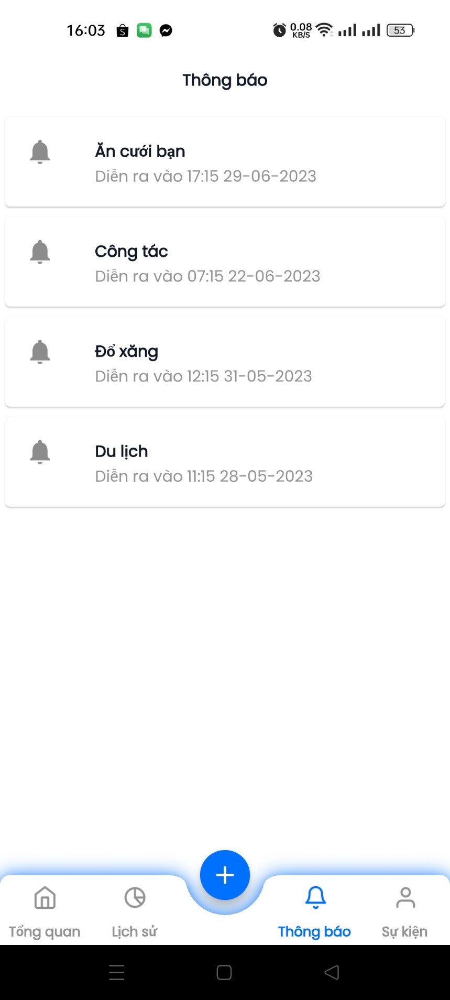 16:03
0.08
KB/S
53
Thông báo
Ăn cưới bạn
Diễn ra vào 17:15 29-06-2023
Công tác
Diễn ra vào 07:15 22-06-2023
Đổ xăng
Diễn ra vào 12:15 31-05-2023
Du lịch
Diễn ra vào 11:15 28-05-2023
Tổng quan
Lịch sử
Thông báo
Sự kiện